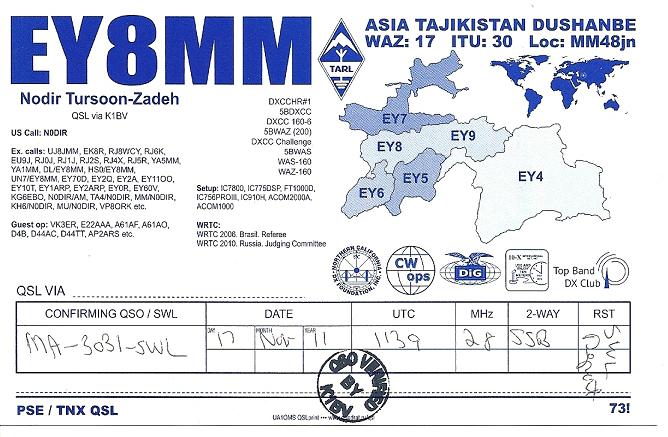 EY8MM
ASIA TAJIKISTAN DUSHANBE
WAZ: 17 ITU: 30 Loc: MM48jn
TARL
Nodir Tursoon-Zadeh
QSL via K1BV
US Call: N0DIR
Ex. calls: UJ8JMM, EK8R, RJ8WCY, RJ6K,
EU9J, RJ0J, RJ1J, RJ2S, RJ4X, RJ5R, YA5MM,
YA1MM, DL/EY8MM, HS0/EY8MM,
UN7/EY8MM, EY70D, EY2Q, EY2A, EY11OO,
EY10T, EY1ARP, EY2ARP, EY0R, EY60V,
KG6EBO, N0DIR/AM, TA4/N0DIR, MM/N0DIR,
KH6/N0DIR, MU/N0DIR, VP8ORK etc.
Guest op: VK3ER, E22AAA, A61AF, A61AO,
D4B, D44AC, D44TT, AP2ARS etc.
DXCCHR#1
5BDXCC
DXCC 160-6
5BWAZ (200)
DXCC Challenge
5BWAS
WAS-160
WAZ-160
Setup: IC7800, IC775DSP, FT1000D,
IC756PROIII, IC910H, ACOM2000A,
ACOM1000
WRTC:
WRTC 2006. Brasil. Referee
WRTC 2010. Russia. Judging Committee
EY7
EY8
EY9
EY6
EY5
EY4
NORTHERN CALIFORNIA
DX FOUNDATION, INC.
CW
ops
DIG
10-X
Top Band
DX Club
QSL VIA
CONFIRMING QSO / SWL DATE UTC MHz 2-WAY RST
DAY MONTH YEAR
MA-3031-SWL 17 Nov 11 1139 28 SSB SWL
QSO VERIFIED
BY
K1BV
PSE / TNX QSL
UA1OMS QSLprint
73!